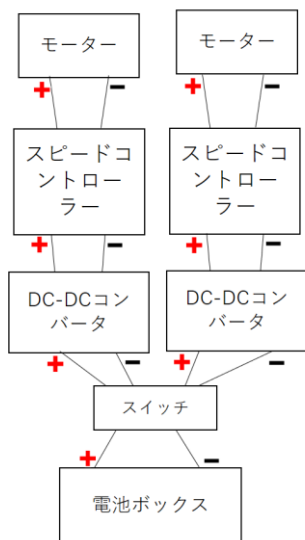 モーター
モーター
+
−
+
−
スピードコ
ントロー
ラー
スピードコ
ントロー
ラー
+
−
+
−
DC-DCコン
バータ
DC-DCコン
バータ
+
−
+
−
スイッチ
+
−
電池ボックス